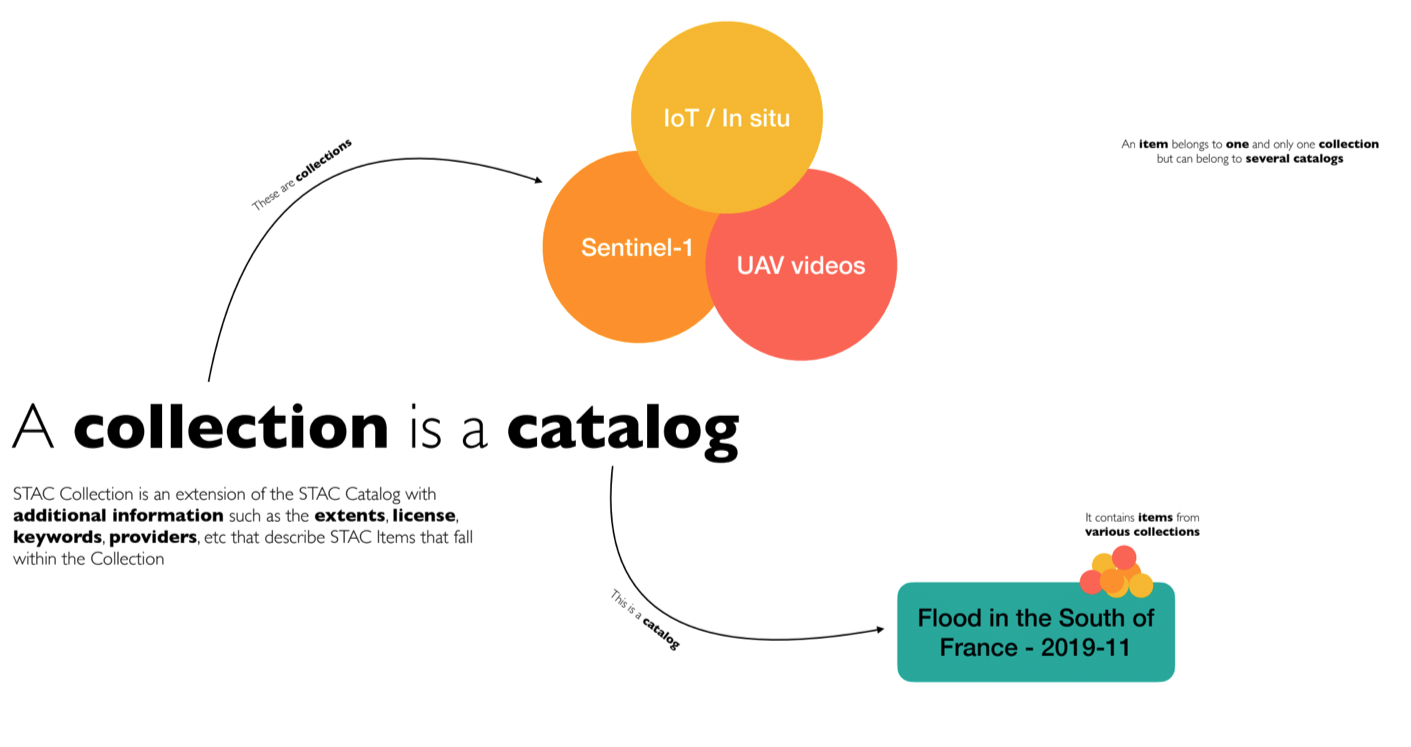 IoT / In situ
These are collections
An item belongs to one and only one collection
but can belong to several catalogs
Sentinel-1
UAV videos
A collection is a catalog
STAC Collection is an extension of the STAC Catalog with
additional information such as the extents, license,
keywords, providers, etc that describe STAC Items that fall
within the Collection
It contains items from
various collections
This is a catalog
Flood in the South of
France - 2019-11